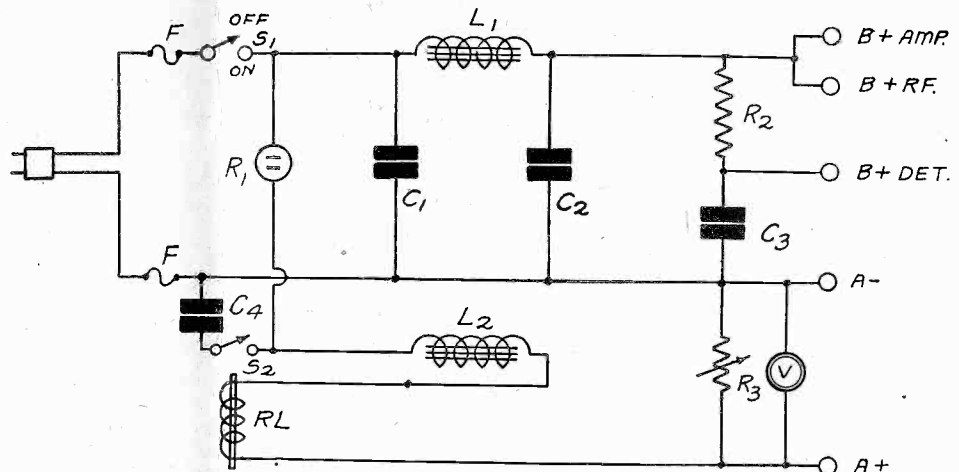 F
OFF
S1
ON
L1
B+ AMP.
B+ RF.
R2
R1
C1
C2
B+ DET.
C3
F
A-
C4
L2
S2
R3
V
RL
A+